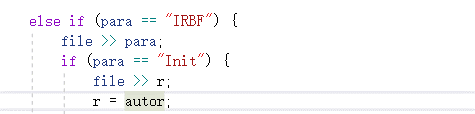 else if (para == "IRBF") {
file >> para;
if (para == "Init") {
file >> r;
r = autor;